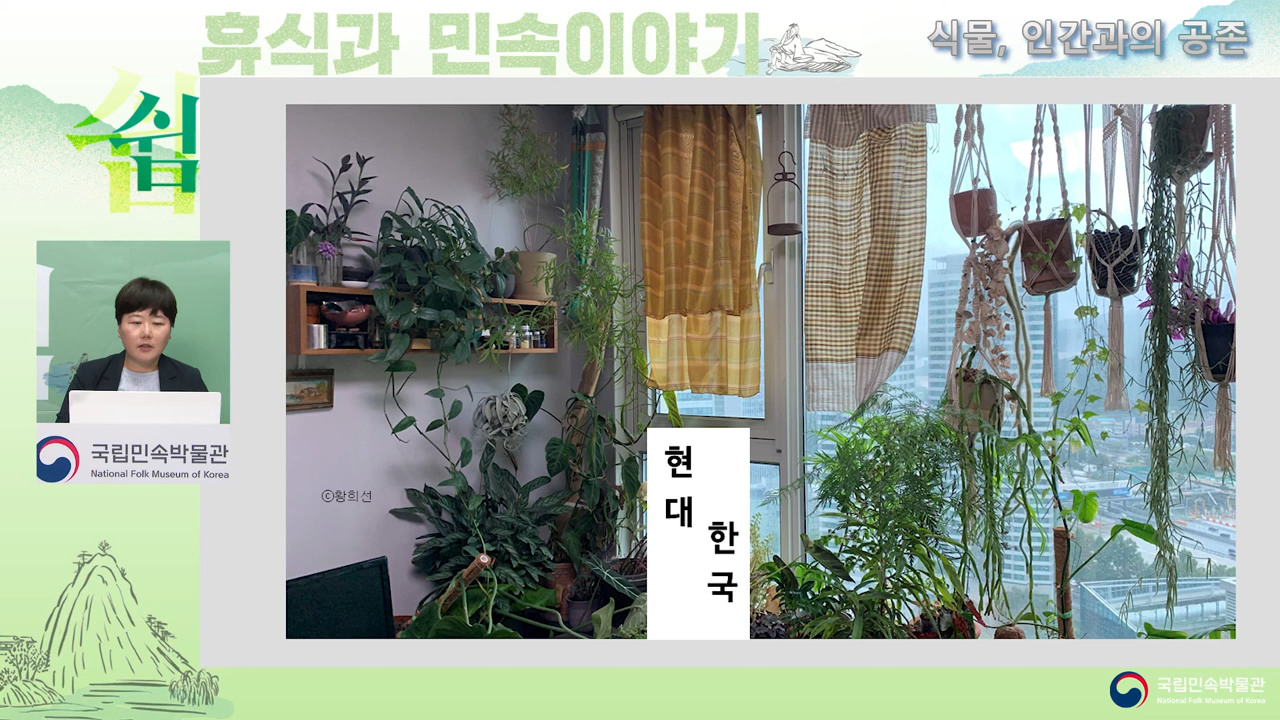 휴식과 민속이야기
식물, 인간과의 공존
쉼
국립민속박물관
National Folk Museum of Korea
ⓒ황희선
현대
한국
국립민속박물관
National Folk Museum of Korea